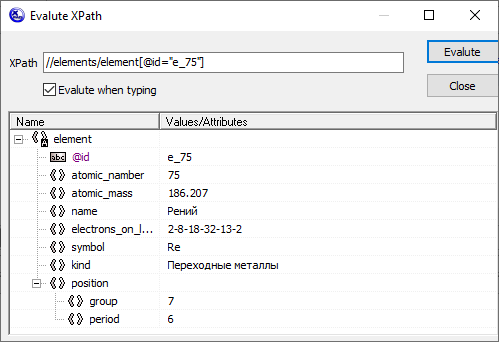 Evalute XPath
XPath //elements/element[@id="e_75"] Evalute
Evalute when typing Close
Name Values/Attributes
element
@id e_75
atomic_namber 75
atomic_mass 186.207
name Рений
electrons_on_l... 2-8-18-32-13-2
symbol Re
kind Переходные металлы
position
group 7
period 6